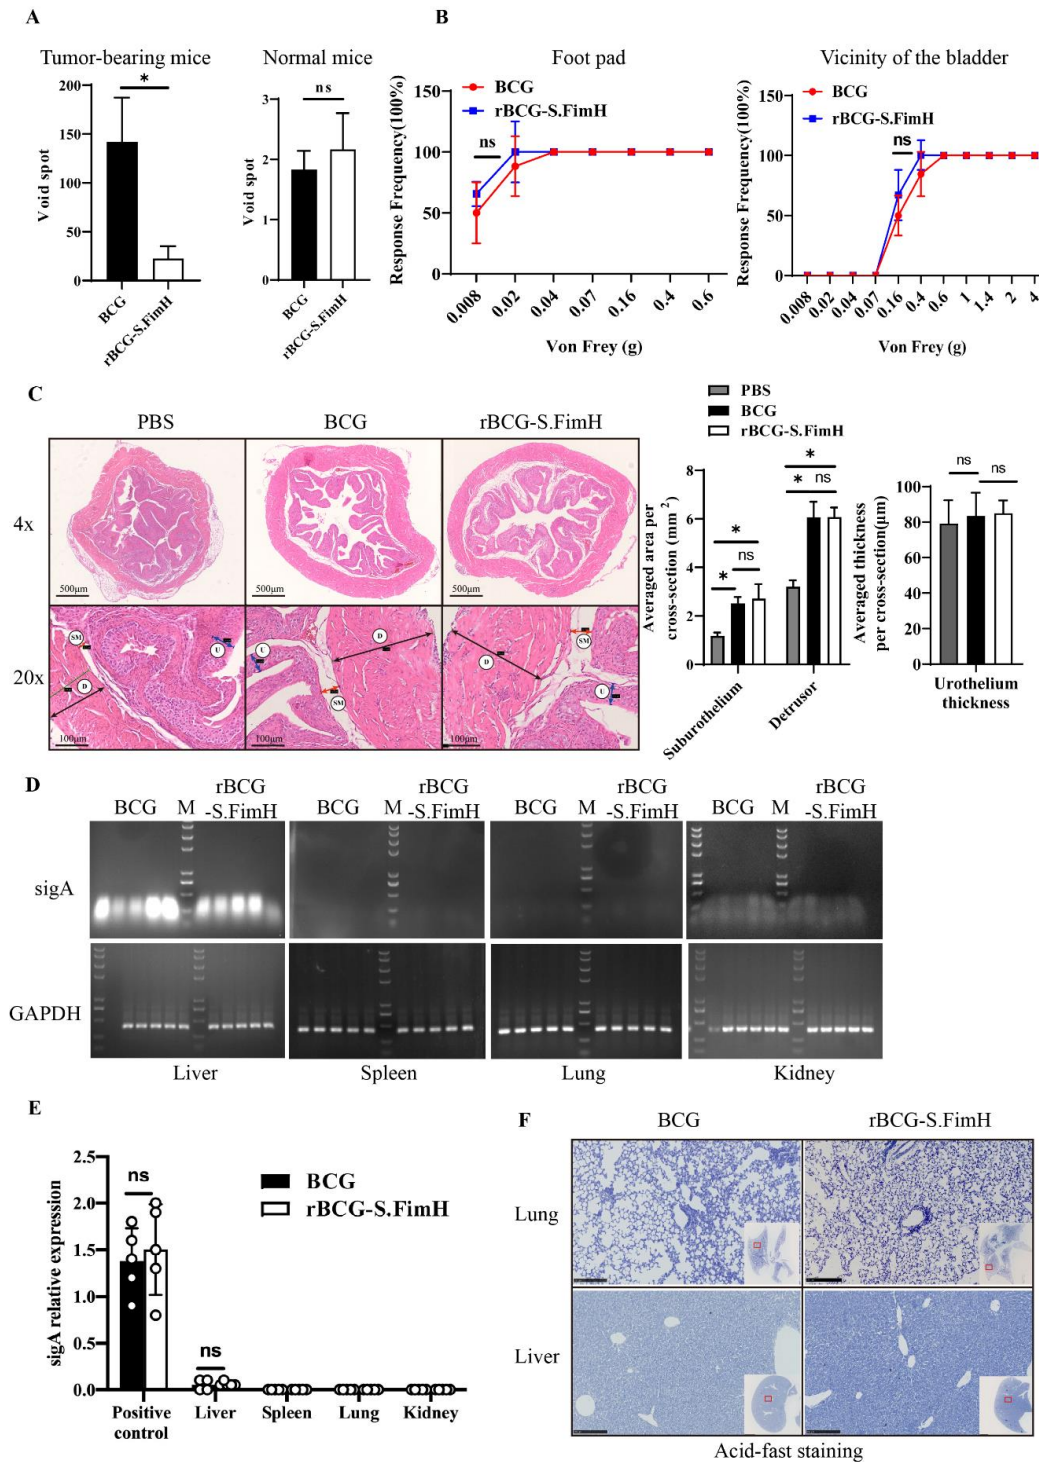 A
Tumor-bearing mice
Normal mice
200
150
100
50
0
Void spot
*
BCG
rBCG-S.FimH
3
2
1
0
Void spot
ns
BCG
rBCG-S.FimH
B
Foot pad
Vicinity of the bladder
BCG
rBCG-S.FimH
ns
150
100
50
0
Response Frequency(100%)
0.008
0.02
0.04
0.07
0.16
0.4
0.6
Von Frey (g)
BCG
rBCG-S.FimH
ns
150
100
50
0
Response Frequency(100%)
0.008
0.02
0.04
0.07
0.16
0.4
0.6
1
1.4
2
4
Von Frey (g)
C
PBS
BCG
rBCG-S.FimH
4x
500μm
500μm
500μm
20x
SM
U
D
100μm
U
D
SM
100μm
D
SM
U
100μm
PBS
BCG
rBCG-S.FimH
8
6
4
2
0
Averaged area per
cross-section (mm 2)
*
*
ns
*
* ns
Suburothelium
Detrusor
100
80
60
40
20
0
Averaged thickness
per cross-section(μm)
ns
ns
Urothelium
thickness
D
BCG M rBCG
-S.FimH
BCG M rBCG
-S.FimH
BCG M rBCG
-S.FimH
BCG M rBCG
-S.FimH
sigA
GAPDH
Liver
Spleen
Lung
Kidney
E
2.5
2.0
1.5
1.0
0.5
0.0
sigA relative expression
ns
ns
BCG
rBCG-S.FimH
Positive
control
Liver
Spleen
Lung
Kidney
F
BCG
rBCG-S.FimH
Lung
Liver
Acid-fast staining